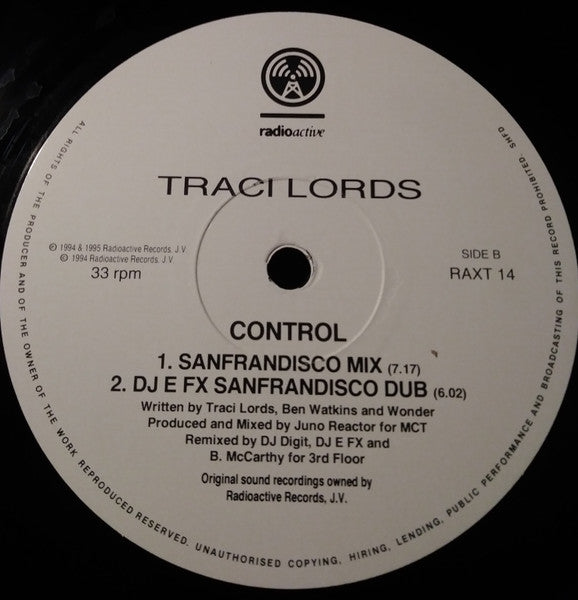 radioactive
TRACI LORDS
℗ 1994 & 1995 Radioactive Records, J.V.
© 1994 Radioactive Records, J.V.
33 rpm
SIDE B
RAXT 14
CONTROL
1. SANFRANDISCO MIX (7.17)
2. DJ E FX SANFRANDISCO DUB (6.02)
Written by Traci Lords, Ben Watkins and Wonder
Produced and Mixed by Juno Reactor for MCT
Remixed by DJ Digit, DJ E FX and
B. McCarthy for 3rd Floor
Original sound recordings owned by
Radioactive Records, J.V.
ALL RIGHTS OF THE PRODUCER AND OF THE OWNER OF THE WORK REPRODUCED RESERVED. UNAUTHORISED COPYING, HIRING, LENDING, PUBLIC PERFORMANCE AND BROADCASTING OF THIS RECORD PROHIBITED. SNFD